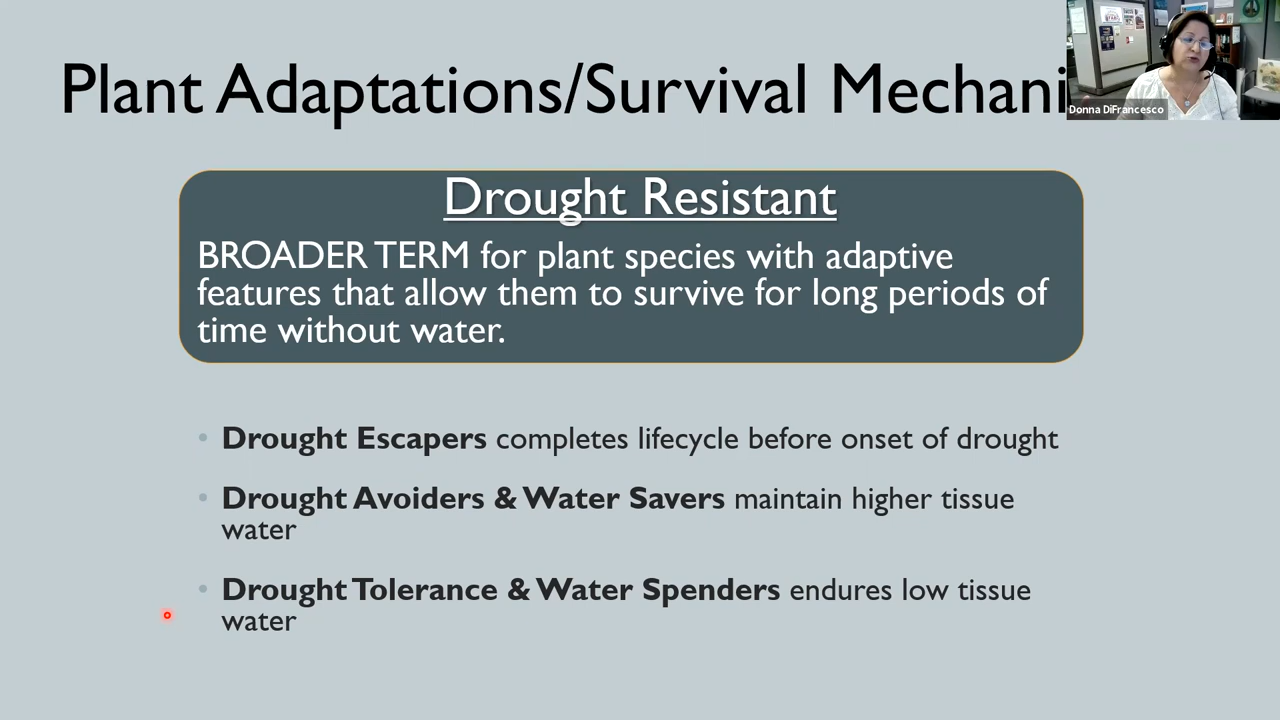 Plant Adaptations/Survival Mechani
Donna DiFrancesco
Drought Resistant
BROADER TERM for plant species with adaptive
features that allow them to survive for long periods of
time without water.
• Drought Escapers completes lifecycle before onset of drought
• Drought Avoiders & Water Savers maintain higher tissue
water
• Drought Tolerance & Water Spenders endures low tissue
water